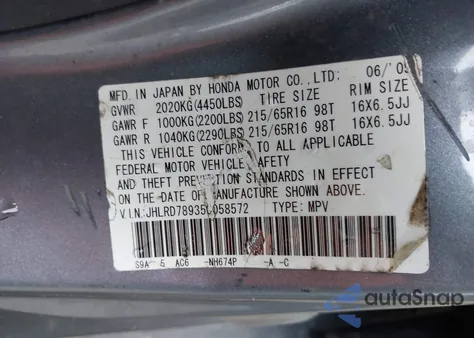 MFD. IN JAPAN BY HONDA MOTOR CO., LTD: 06/'05
GVWR 2020KG(4450LBS) TIRE SIZE RIM SIZE
GAWR F 1000KG(2200LBS) 215/65R16 98T 16X6.5JJ
GAWR R 1040KG(2290LBS) 215/65R16 98T 16X6.5JJ
THIS VEHICLE CONFORMS TO ALL APPLICABLE
FEDERAL MOTOR VEHICLE SAFETY
AND THEFT PREVENTION STANDARDS IN EFFECT
ON THE DATE OF MANUFACTURE SHOWN ABOVE.
V.I.N.:JHLRD78935C058572 TYPE: MPV
S9A 5 AC6 -NH674P -A -C
autoSnap